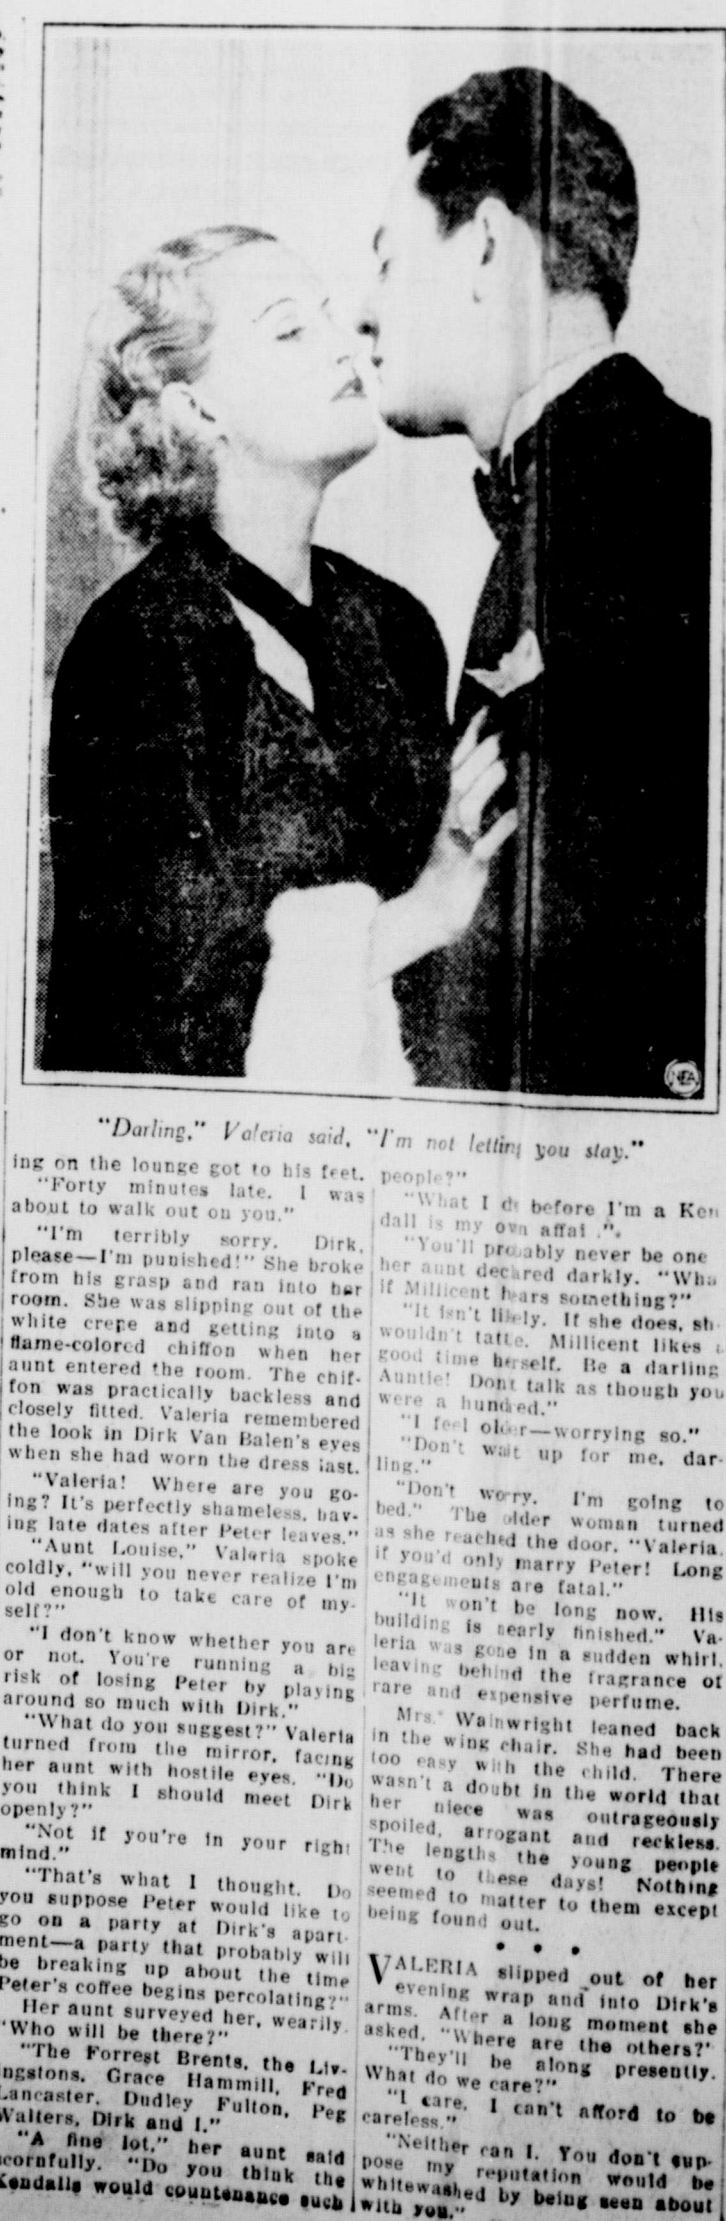 NEA
"Darling," Valeria said, "I'm not letting you stay."
ing on the lounge got to his feet.
"Forty minutes late. I was
about to walk out on you."
"I'm terribly sorry. Dirk,
please—I'm punished!" She broke
from his grasp and ran into her
room. She was slipping out of the
white crepe and getting into a
flame-colored chiffon when her
aunt entered the room. The chif-
fon was practically backless and
closely fitted. Valeria remembered
the look in Dirk Van Balen's eyes
when she had worn the dress last.
"Valeria! Where are you go-
ing? It's perfectly shameless, hav-
ing late dates after Peter leaves."
"Aunt Louise," Valeria spoke
coldly, "will you never realize I'm
old enough to take care of my-
self?"
"I don't know whether you are
or not. You're running a big
risk of losing Peter by playing
around so much with Dirk."
"What do you suggest?" Valeria
turned from the mirror, facing
her aunt with hostile eyes. "Do
you think I should meet Dirk
openly?"
"Not if you're in your right
mind."
"That's what I thought. Do
you suppose Peter would like to
go on a party at Dirk's apart-
ment—a party that probably will
be breaking up about the time
Peter's coffee begins percolating?"
Her aunt surveyed her, wearily.
"Who will be there?"
"The Forrest Brents, the Liv-
ingstons, Grace Hammill, Fred
Lancaster, Dudley Fulton, Peg
Walters, Dirk and I."
"A fine lot," her aunt said
scornfully. "Do you think the
Kendalls would countenance such
people?"
"What I do before I'm a Ken
dall is my own affai .".
"You'll probably never be one
her aunt declared darkly. "Wha
if Millicent hears something?"
"It isn't likely. If she does, sh
wouldn't tattle. Millicent likes
good time herself. Be a darling
Auntie! Dont talk as though you
were a hundred."
"I feel older—worrying so."
"Don't wait up for me, dar-
ling."
"Don't worry. I'm going to
bed." The older woman turned
as she reached the door. "Valeria,
if you'd only marry Peter! Long
engagements are fatal."
"It won't be long now. His
building is nearly finished." Va-
leria was gone in a sudden whirl,
leaving behind the fragrance of
rare and expensive perfume.
Mrs. Wainwright leaned back
in the wing chair. She had been
too easy with the child. There
wasn't a doubt in the world that
her niece was outrageously
spoiled, arrogant and reckless.
The lengths the young people
went to these days! Nothing
seemed to matter to them except
being found out.
• • •
VALERIA slipped out of her
evening wrap and into Dirk's
arms. After a long moment she
asked, "Where are the others?'
"They'll be along presently.
What do we care?"
"I care. I can't afford to be
careless."
"Neither can I. You don't sup-
pose my reputation would be
whitewashed by being seen about
with you."